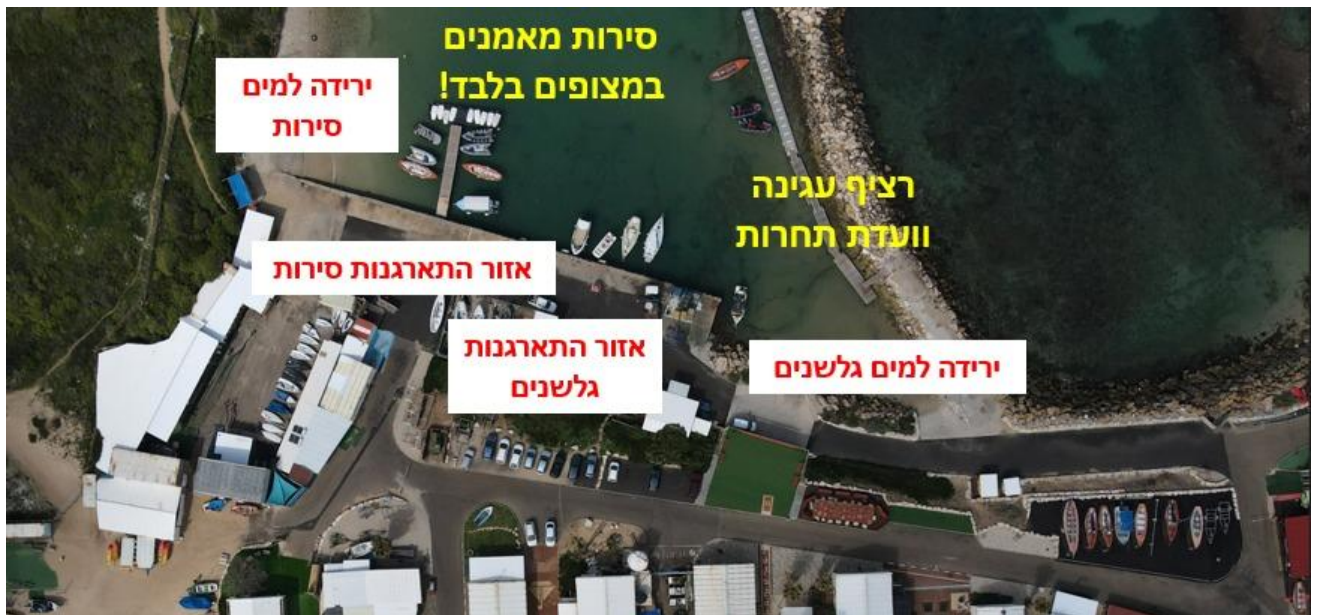 סירות מאמנים
במצופים בלבד!
ירידה למים
סירות
רציף עגינה
וועדת תחרות
אזור התארגנות סירות
אזור התארגנות
גלשנים
ירידה למים גלשנים